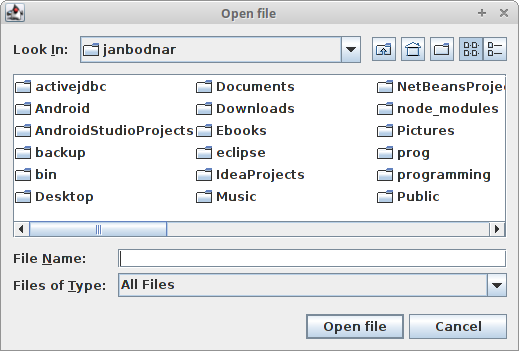 Open file
Look In: janbodnar
activejdbc Documents NetBeansProje
Android Downloads node_modules
AndroidStudioProjects Ebooks Pictures
backup eclipse prog
bin IdeaProjects programming
Desktop Music Public
File Name:
Files of Type: All Files
Open file Cancel